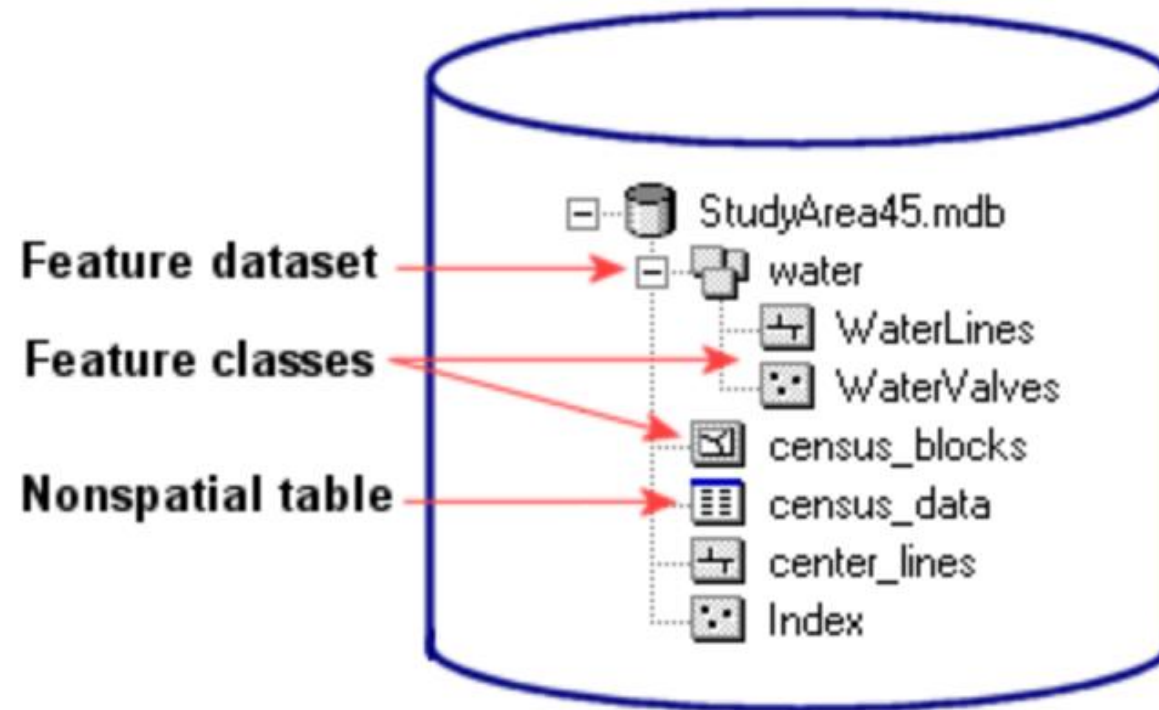 StudyArea45.mdb
Feature dataset
water
WaterLines
Feature classes
WaterValves
census_blocks
Nonspatial table
census_data
center_lines
Index